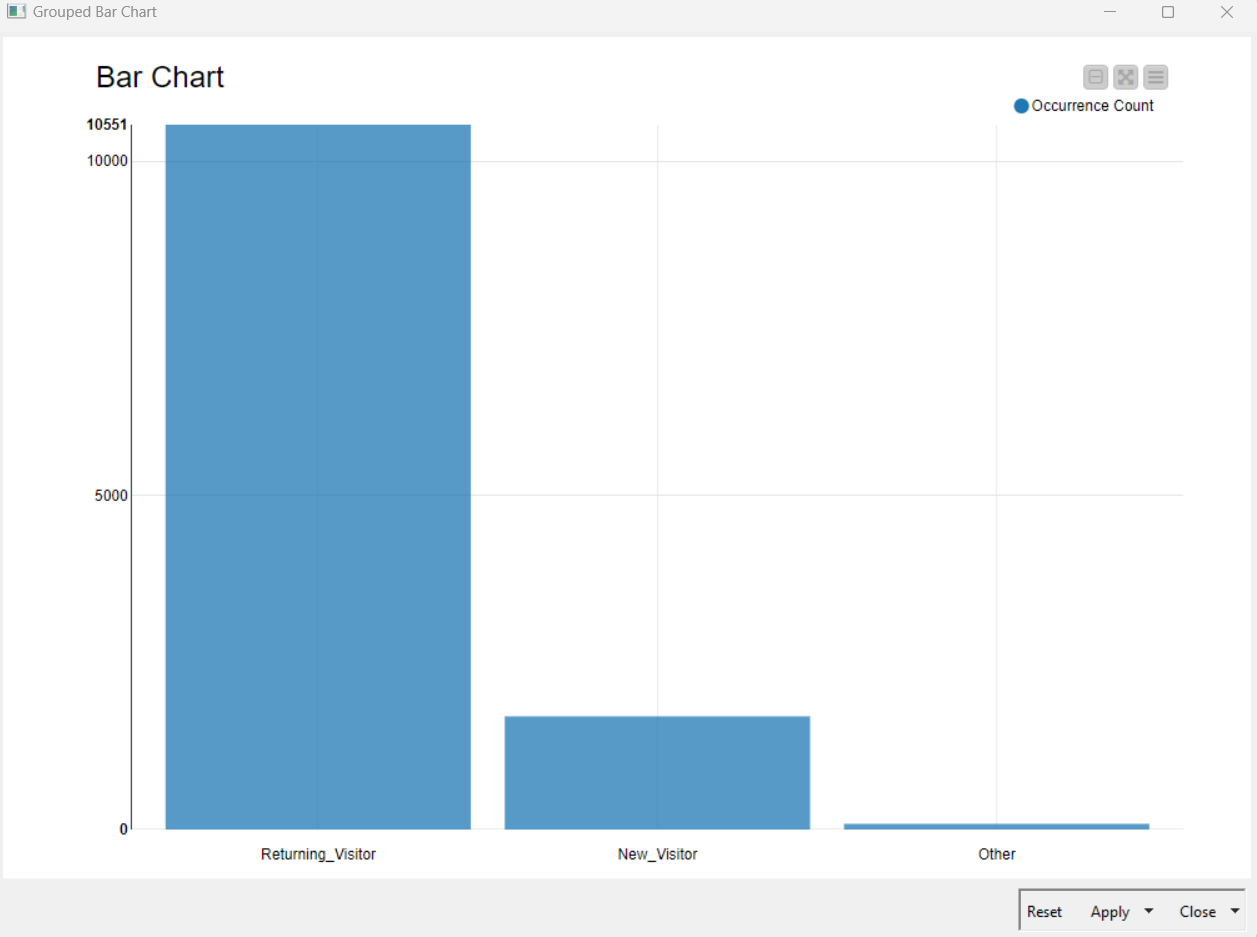 Grouped Bar Chart
Bar Chart
Occurrence Count
10551
10000
5000
0
Returning_Visitor New_Visitor Other
Reset Apply Close